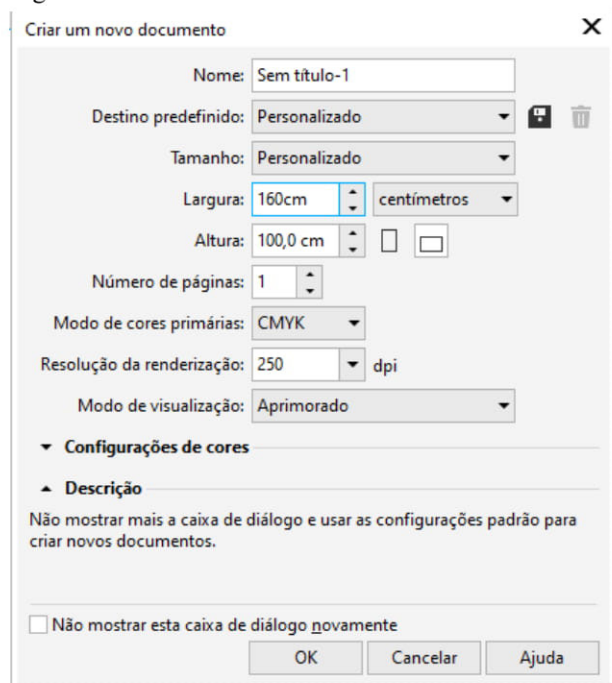 Criar um novo documento
Nome: Sem título-1
Destino predefinido: Personalizado
Tamanho: Personalizado
Largura: 160cm centímetros
Altura: 100,0 cm
Número de páginas: 1
Modo de cores primárias: CMYK
Resolução da renderização: 250 dpi
Modo de visualização: Aprimorado
Configurações de cores
Descrição
Não mostrar mais a caixa de diálogo e usar as configurações padrão para
criar novos documentos.
Não mostrar esta caixa de diálogo novamente
OK Cancelar Ajuda